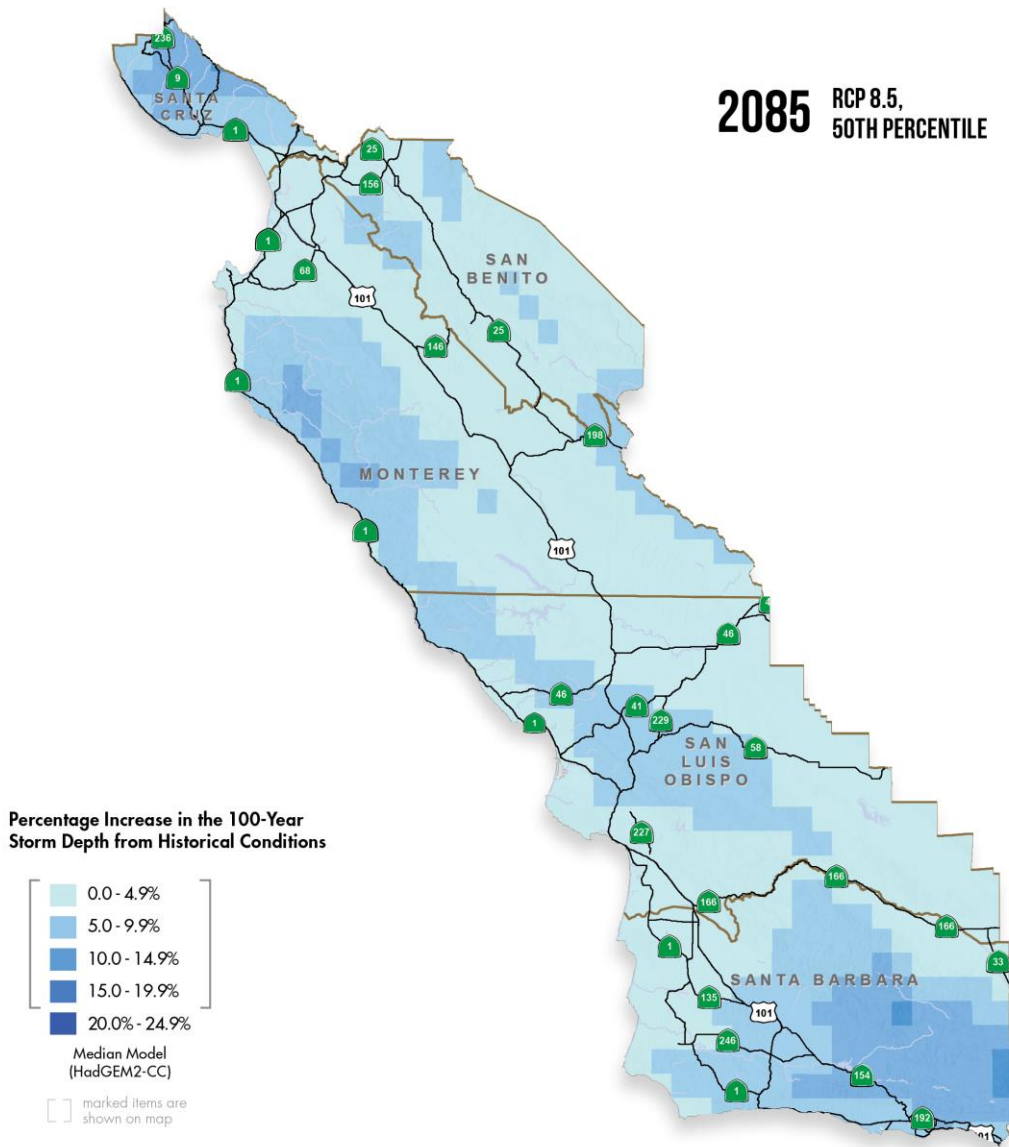 2085
RCP 8.5,
50TH PERCENTILE
236
9
SANTA
CRUZ
1
25
156
1
68
101
SAN
BENITO
25
146
1
198
MONTEREY
1
101
46
46
41
229
1
SAN
LUIS
OBISPO
58
227
166
166
166
1
33
SANTA BARBARA
135
101
246
154
1
192
Percentage Increase in the 100-Year
Storm Depth from Historical Conditions
0.0 - 4.9%
5.0 - 9.9%
10.0 - 14.9%
15.0 - 19.9%
20.0% - 24.9%
Median Model
(HadGEM2-CC)
marked items are
shown on map